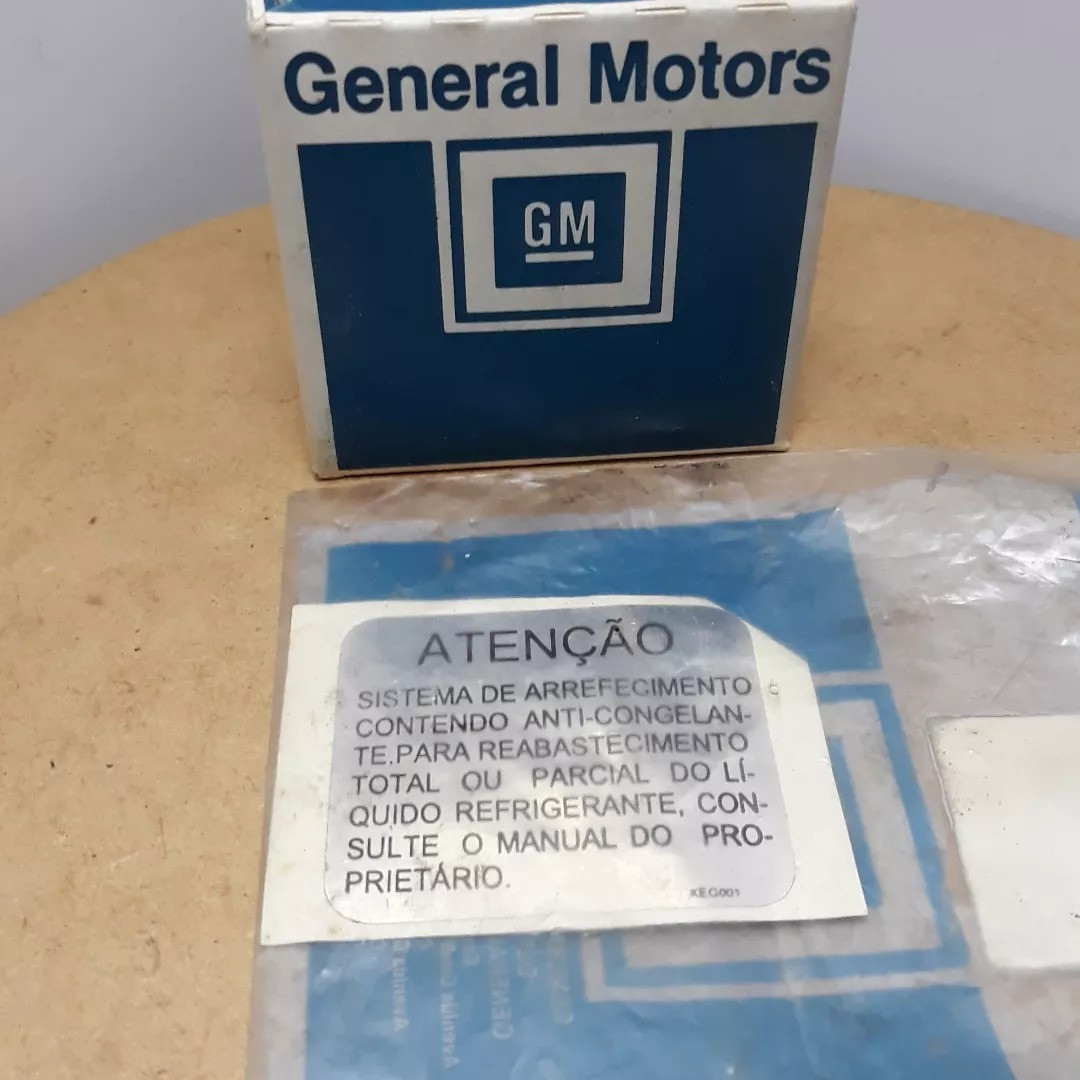 General Motors
GM
ATENÇÃO
SISTEMA DE ARREFECIMENTO
CONTENDO ANTI-CONGELAN-
TE.PARA REABASTECIMENTO
TOTAL OU PARCIAL DO LÍ-
QUIDO REFRIGERANTE, CON-
SULTE O MANUAL DO PRO-
PRIETÁRIO.
XEG001